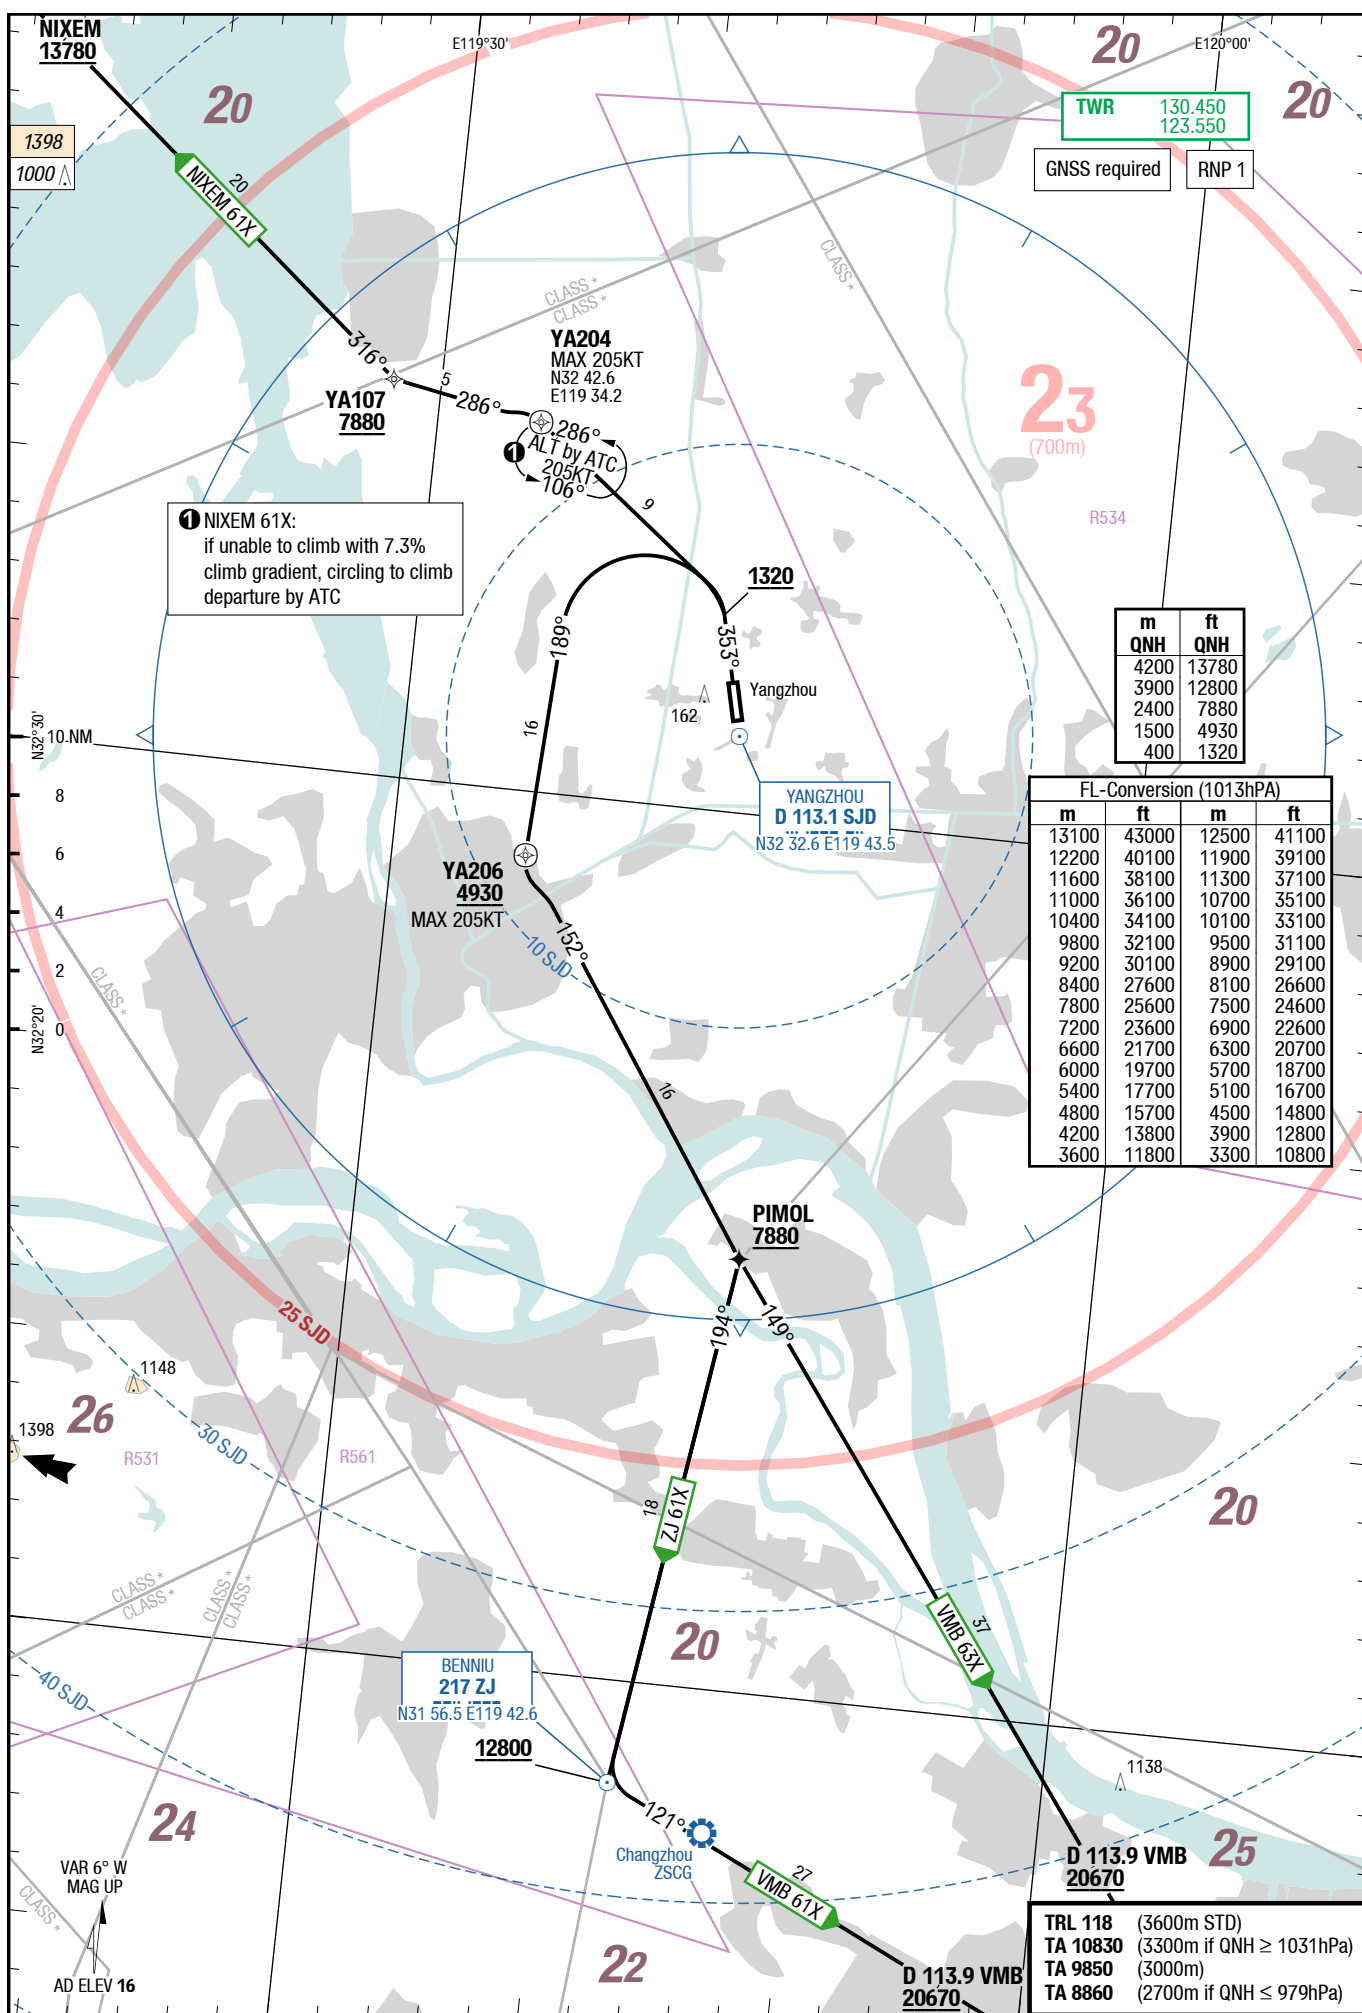 NIXEM
13780
E119°30'
E120°00'
20
20
20
TWR 130.450
123.550
GNSS required
RNP 1
1398
1000
NIXEM 61X
20
CLASS *
CLASS *
CLASS *
316°
YA107
7880
5
286°
YA204
MAX 205KT
N32 42.6
E119 34.2
286°
ALT by ATC
205KT
106°
1
9
23
(700m)
R534
1 NIXEM 61X:
if unable to climb with 7.3%
climb gradient, circling to climb
departure by ATC
1320
353°
189°
16
Yangzhou
162
m ft
QNH QNH
4200 13780
3900 12800
2400 7880
1500 4930
400 1320
N32°30'
10 NM
8
6
4
2
0
N32°20'
YANGZHOU
D 113.1 SJD
N32 32.6 E119 43.5
FL-Conversion (1013hPA)
m ft m ft
13100 43000 12500 41100
12200 40100 11900 39100
11600 38100 11300 37100
11000 36100 10700 35100
10400 34100 10100 33100
9800 32100 9500 31100
9200 30100 8900 29100
8400 27600 8100 26600
7800 25600 7500 24600
7200 23600 6900 22600
6600 21700 6300 20700
6000 19700 5700 18700
5400 17700 5100 16700
4800 15700 4500 14800
4200 13800 3900 12800
3600 11800 3300 10800
YA206
4930
MAX 205KT
152°
10 SJD
CLASS *
16
PIMOL
7880
194°
149°
25 SJD
1148
26
1398
R531
R561
30 SJD
18
ZJ 61X
20
CLASS *
CLASS *
CLASS *
CLASS *
20
37
VMB 63X
40 SJD
BENNIU
217 ZJ
N31 56.5 E119 42.6
12800
1138
24
121°
Changzhou
ZSCG
27
VMB 61X
D 113.9 VMB
20670
25
VAR 6° W
MAG UP
CLASS *
AD ELEV 16
22
D 113.9 VMB
20670
TRL 118 (3600m STD)
TA 10830 (3300m if QNH ≥ 1031hPa)
TA 9850 (3000m)
TA 8860 (2700m if QNH ≤ 979hPa)